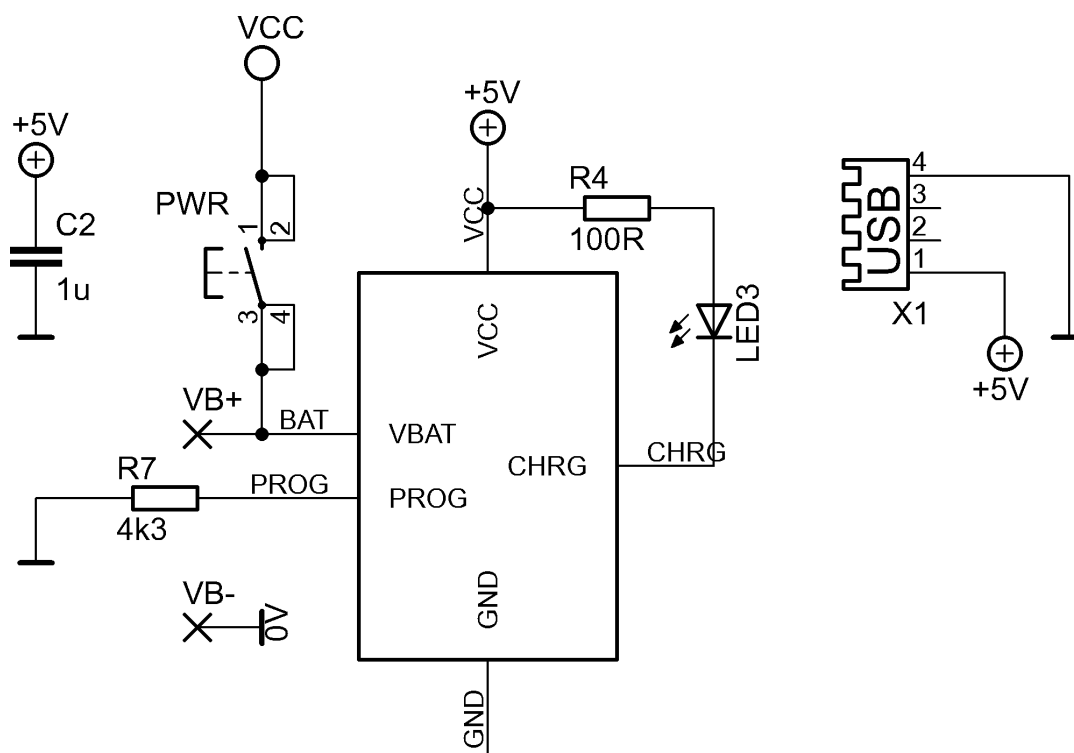 VCC
+5V
C2
1u
PWR
1
2
3
4
VB+
BAT
R7
4k3
PROG
VB-
0V
+5V
VCC
R4
100R
LED3
VCC
VBAT
PROG
CHRG
CHRG
GND
GND
USB
4
3
2
1
X1
+5V